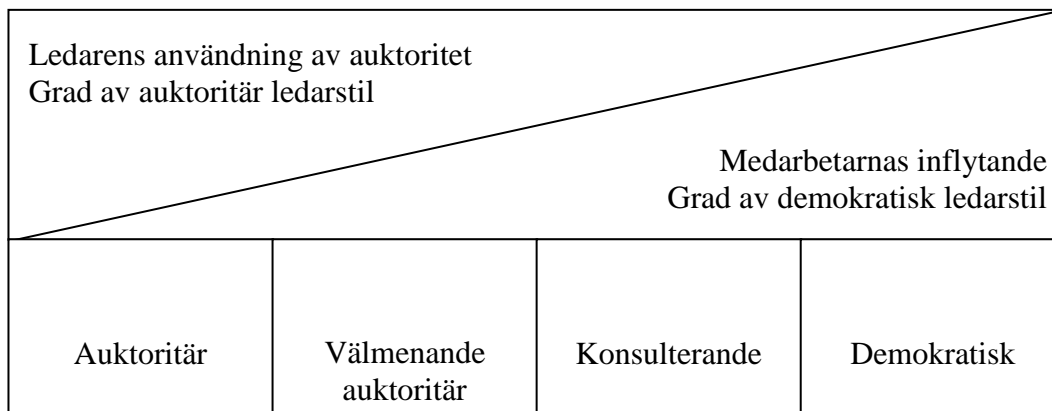 Ledarens användning av auktoritet
Grad av auktoritär ledarstil
Medarbetarnas inflytande
Grad av demokratisk ledarstil
Auktoritär
Välmenande
auktoritär
Konsulterande
Demokratisk